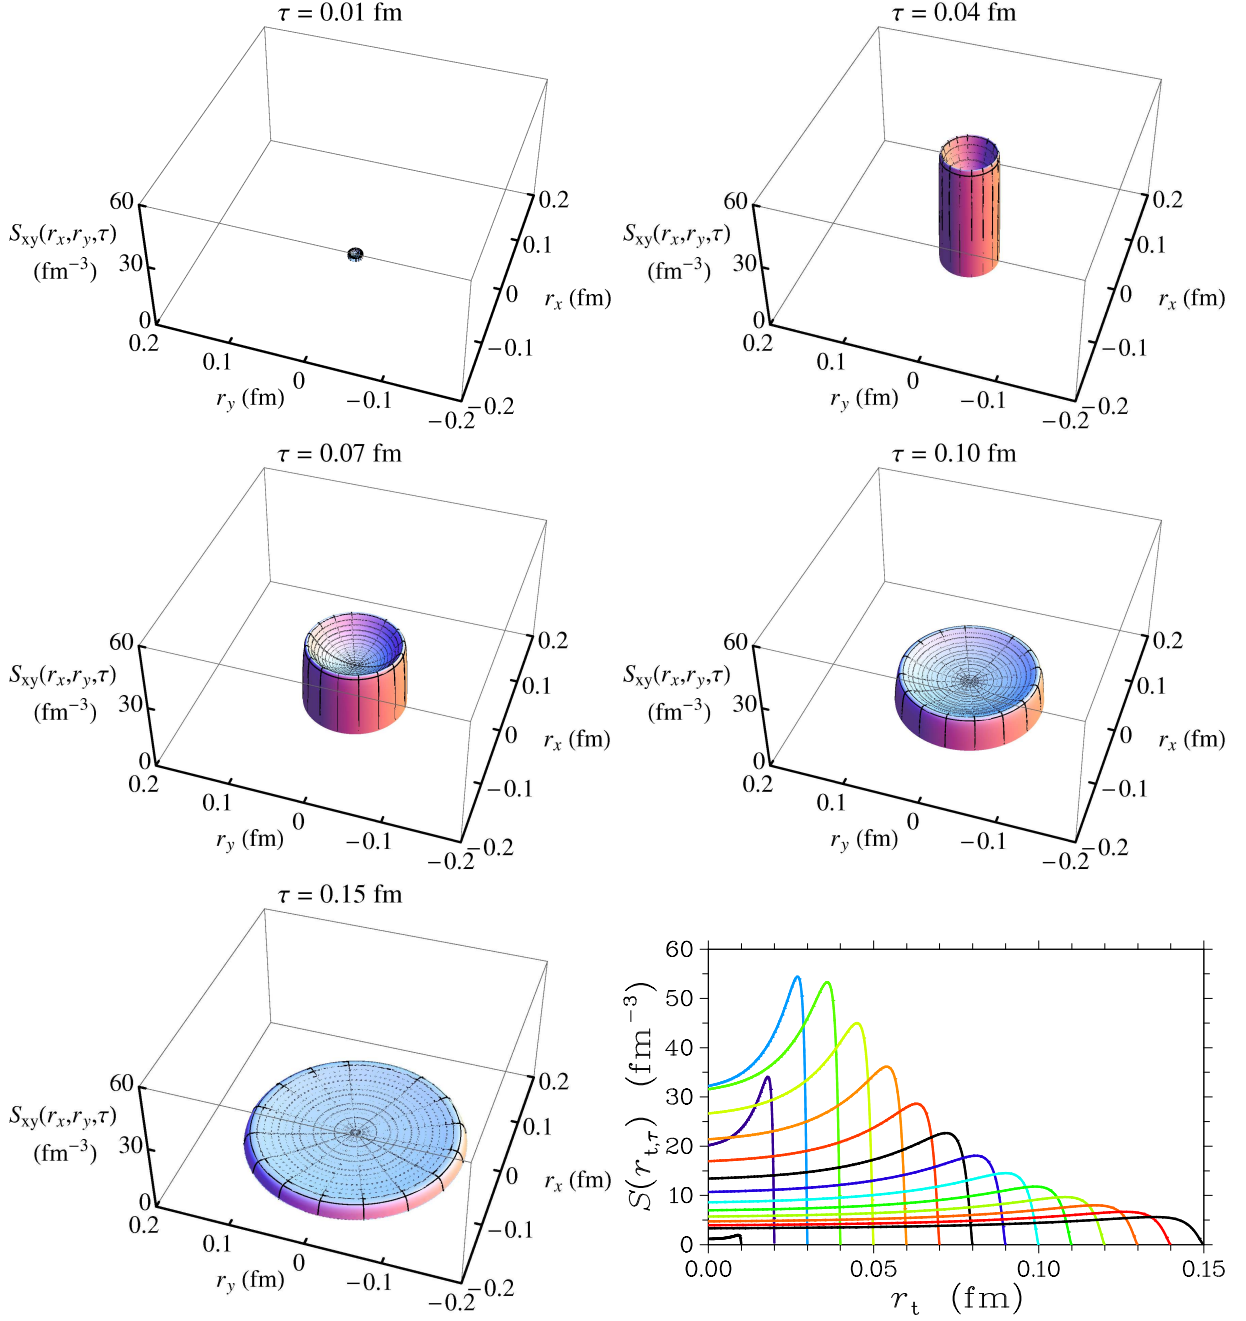 τ = 0.01 fm
60
S_xy(r_x,r_y,τ)
(fm⁻³)
30
0
0.2
0.1
0
−0.1
−0.2
r_y (fm)
0.2
0.1
0
r_x (fm)
−0.1
−0.2
τ = 0.04 fm
60
S_xy(r_x,r_y,τ)
(fm⁻³)
30
0
0.2
0.1
0
−0.1
−0.2
r_y (fm)
0.2
0.1
0
r_x (fm)
−0.1
−0.2
τ = 0.07 fm
60
S_xy(r_x,r_y,τ)
(fm⁻³)
30
0
0.2
0.1
0
−0.1
−0.2
r_y (fm)
0.2
0.1
0
r_x (fm)
−0.1
−0.2
τ = 0.10 fm
60
S_xy(r_x,r_y,τ)
(fm⁻³)
30
0
0.2
0.1
0
−0.1
−0.2
r_y (fm)
0.2
0.1
0
r_x (fm)
−0.1
−0.2
τ = 0.15 fm
60
S_xy(r_x,r_y,τ)
(fm⁻³)
30
0
0.2
0.1
0
−0.1
−0.2
r_y (fm)
0.2
0.1
0
r_x (fm)
−0.1
−0.2
S(r_t,τ) (fm⁻³)
60
50
40
30
20
10
0
0.00
0.05
0.10
0.15
r_t (fm)